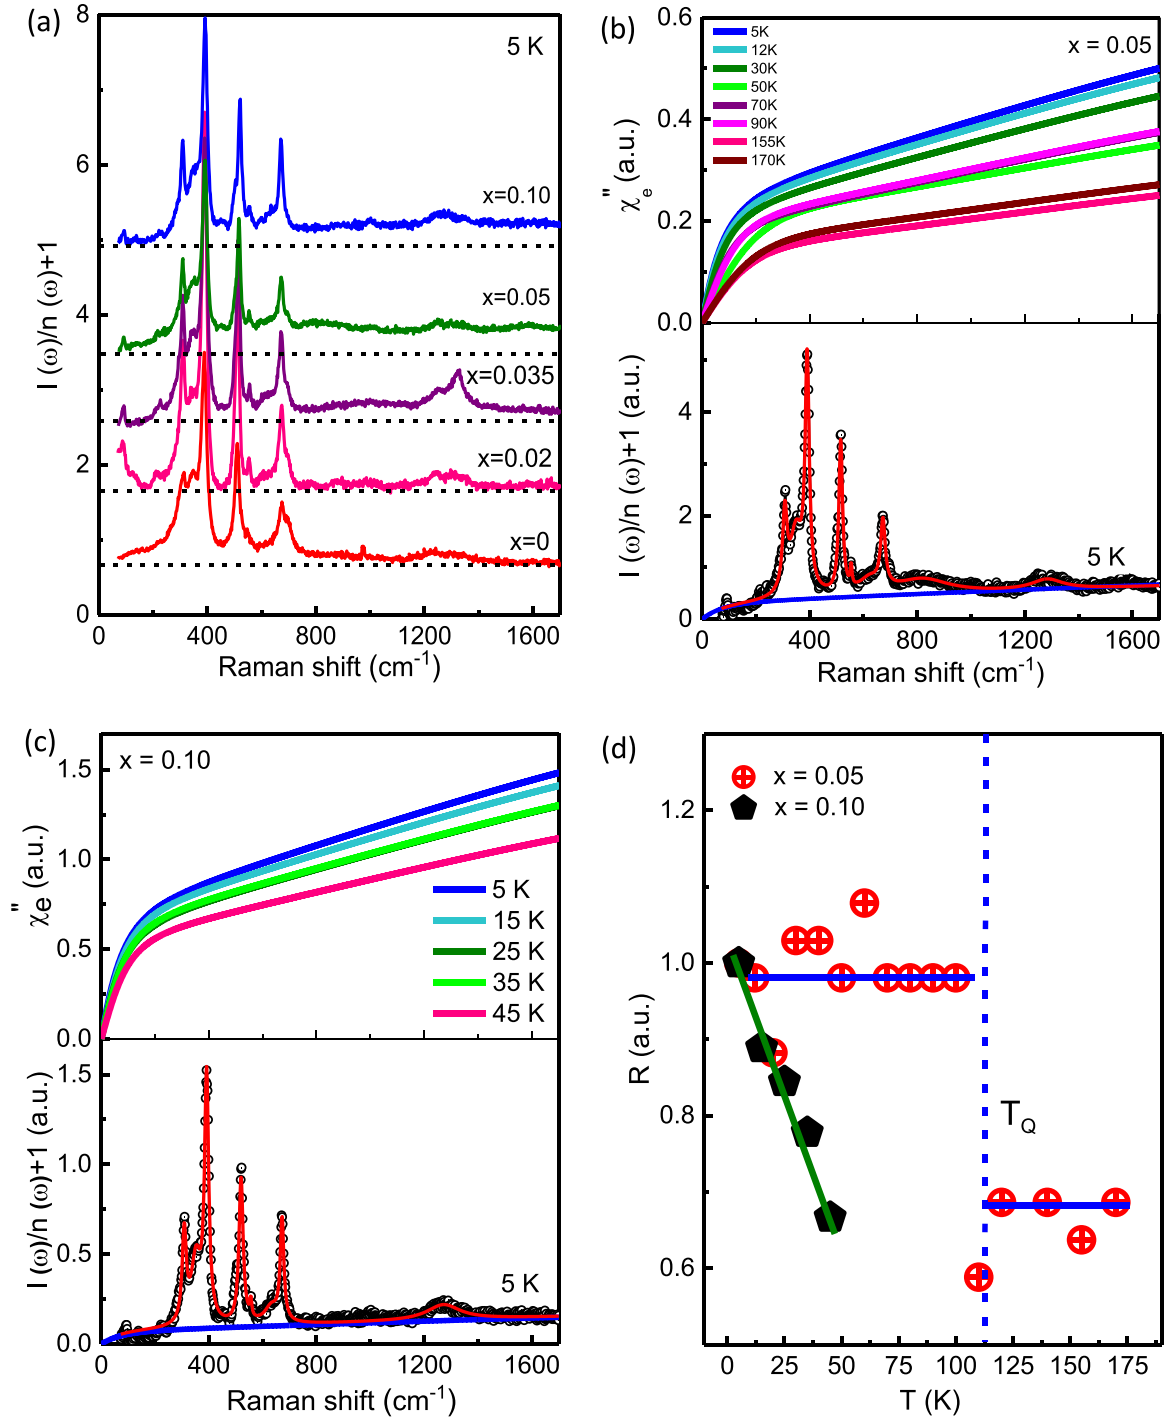 (a)
8
6
4
2
0
5 K
x=0.10
x=0.05
x=0.035
x=0.02
x=0
I (ω)/n (ω)+1
0 400 800 1200 1600
Raman shift (cm⁻¹)
(b)
0.6
0.4
0.2
0.0
5K
12K
30K
50K
70K
90K
155K
170K
x = 0.05
χ"e (a.u.)
4
2
0
5 K
I (ω)/n (ω)+1 (a.u.)
0 400 800 1200 1600
Raman shift (cm⁻¹)
(c)
x = 0.10
1.5
1.0
0.5
0.0
5 K
15 K
25 K
35 K
45 K
χ"e (a.u.)
1.5
1.0
0.5
0.0
5 K
I (ω)/n (ω)+1 (a.u.)
0 400 800 1200 1600
Raman shift (cm⁻¹)
(d)
x = 0.05
x = 0.10
1.2
1.0
0.8
0.6
R (a.u.)
TQ
0 25 50 75 100 125 150 175
T (K)